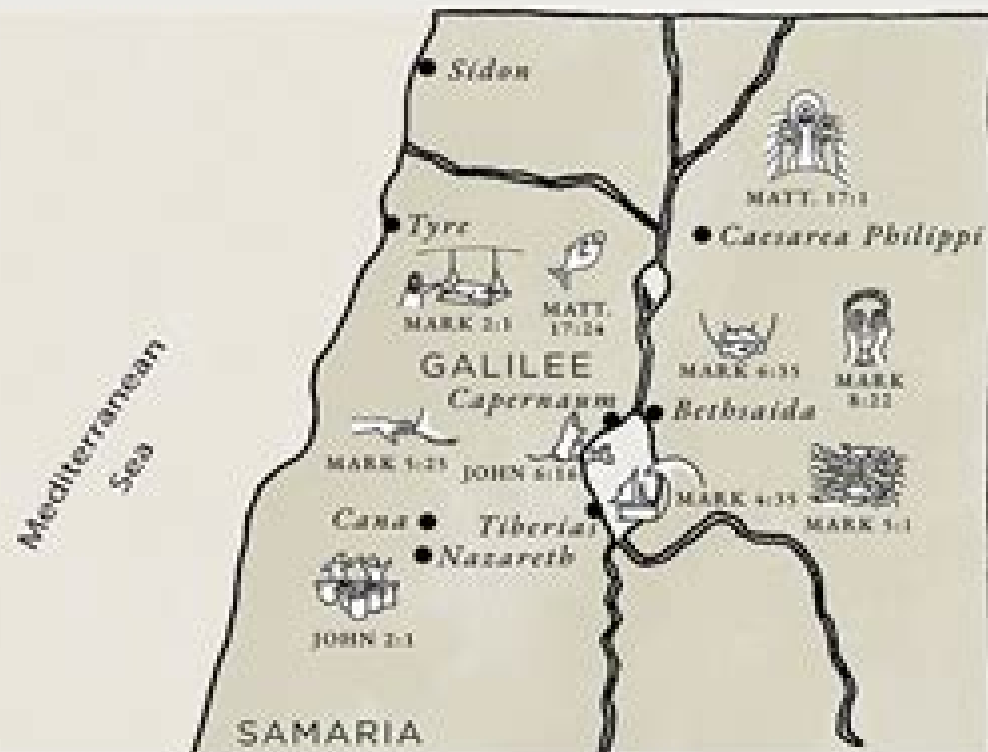 Sidon
MATT. 17:1
Tyre
Caesarea Philippi
MARK 2:1
MATT.
17:24
GALILEE
MARK 6:35
MARK
8:22
Capernaum
Bethsaida
Mediterranean
Sea
MARK 5:25
JOHN 6:16
MARK 4:35
MARK 5:1
Cana
Tiberias
Nazareth
JOHN 2:1
SAMARIA